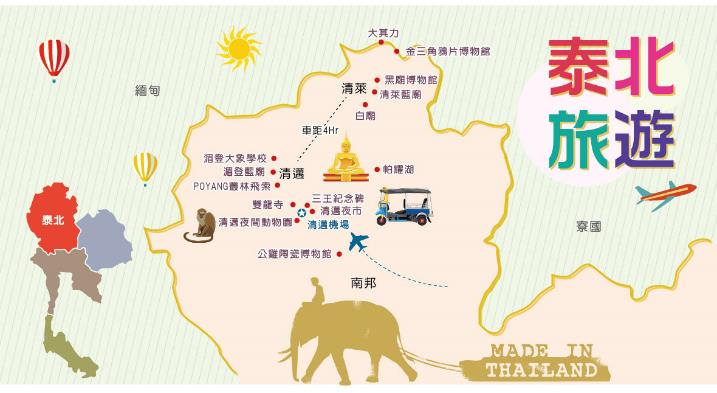 泰北
旅遊
大其力
金三角鴉片博物館
緬甸
黑廟博物館
清萊
清萊藍廟
白廟
車距4Hr
湄登大象學校
湄登藍廟
清邁
POYANG叢林飛索
帕耀湖
雙龍寺
三王紀念碑
清邁夜市
清邁夜間動物園
清邁機場
泰北
寮國
公雞陶瓷博物館
南邦
MADE IN
THAILAND